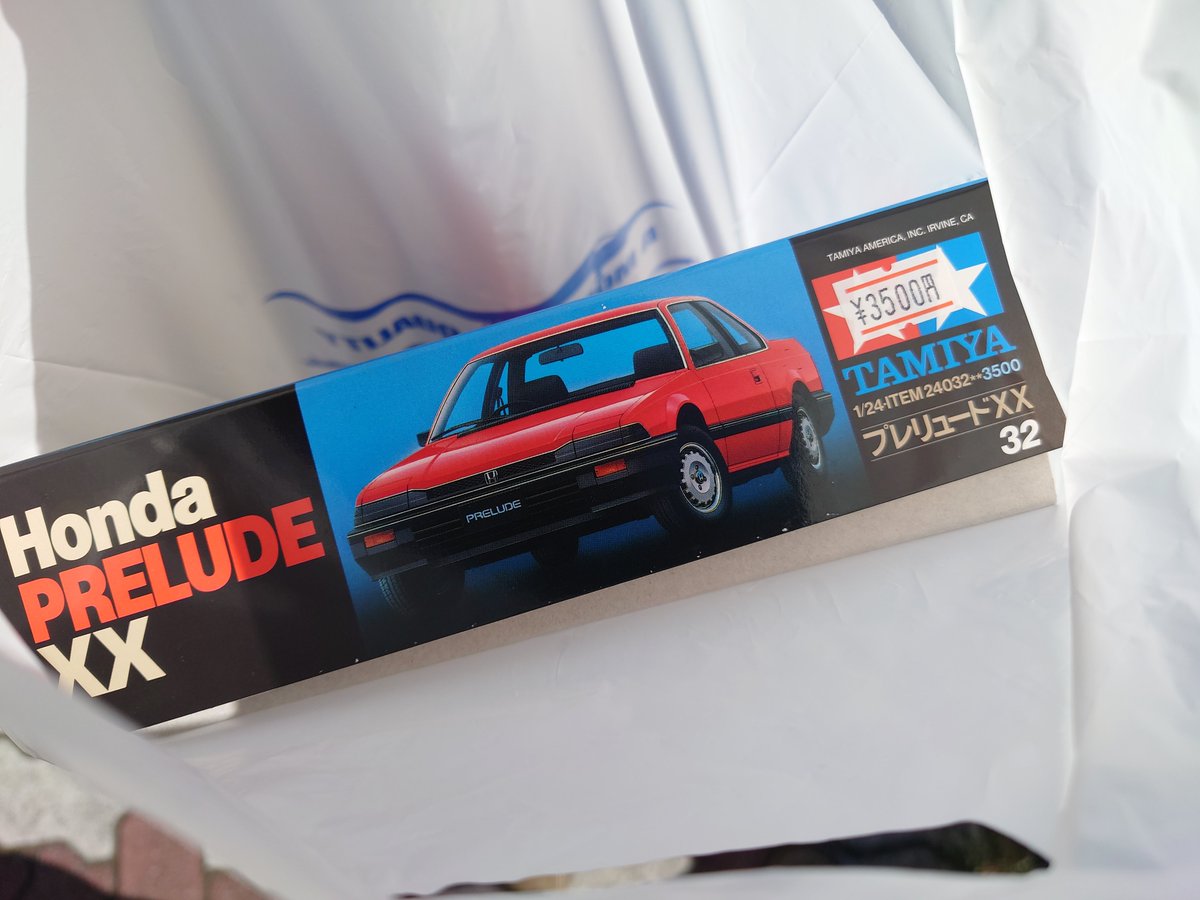 Honda
PRELUDE
XX
PRELUDE
TAMIYA AMERICA, INC. IRVINE, CA
¥3500円
TAMIYA
1/24•ITEM 24032**3500
プレリュードXX
32